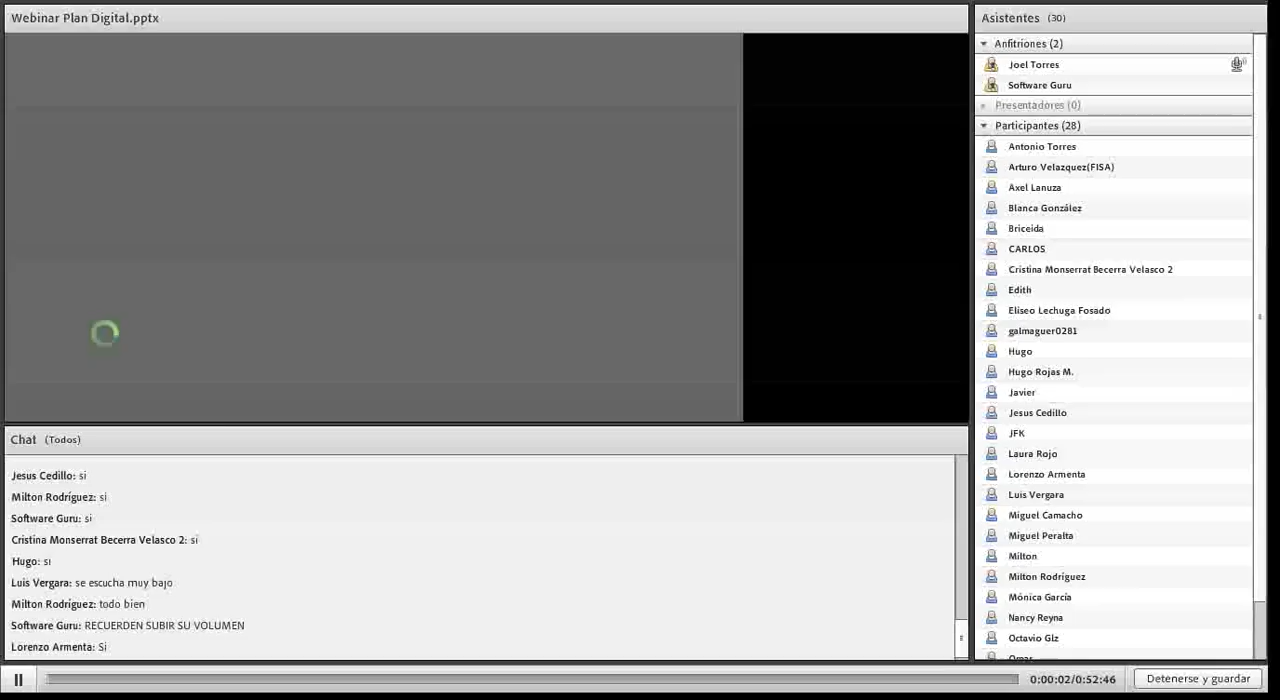 Webinar Plan Digital.pptx
Asistentes (30)
Anfitriones (2)
Joel Torres
Software Guru
Presentadores (0)
Participantes (28)
Antonio Torres
Arturo Velazquez(FISA)
Axel Lanuza
Blanca González
Briceida
CARLOS
Cristina Monserrat Becerra Velasco 2
Edith
Eliseo Lechuga Fosado
galmaguer0281
Hugo
Hugo Rojas M.
Javier
Jesus Cedillo
JFK
Laura Rojo
Lorenzo Armenta
Luis Vergara
Miguel Camacho
Miguel Peralta
Milton
Milton Rodríguez
Mónica García
Nancy Reyna
Octavio Glz
Omar
Chat (Todos)
Jesus Cedillo: si
Milton Rodríguez: si
Software Guru: si
Cristina Monserrat Becerra Velasco 2: si
Hugo: si
Luis Vergara: se escucha muy bajo
Milton Rodríguez: todo bien
Software Guru: RECUERDEN SUBIR SU VOLUMEN
Lorenzo Armenta: Si
0:00:02/0:52:46
Detenerse y guardar